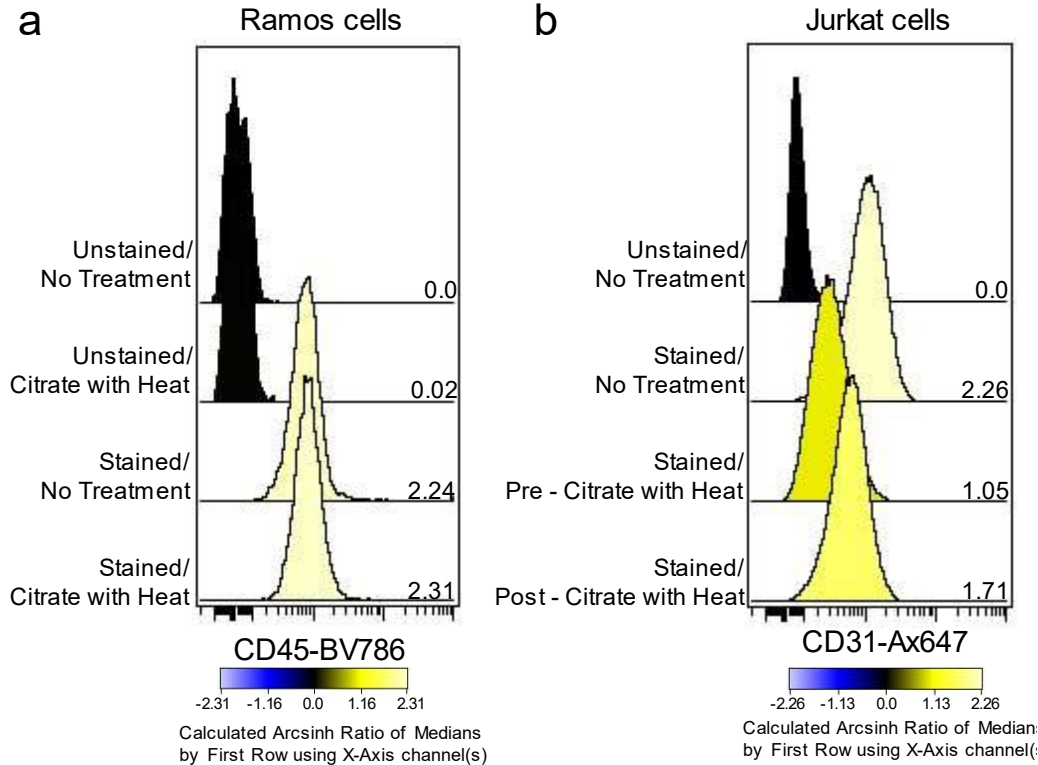 a
Ramos cells
Unstained/
No Treatment
0.0
Unstained/
Citrate with Heat
0.02
Stained/
No Treatment
2.24
Stained/
Citrate with Heat
2.31
CD45-BV786
-2.31 -1.16 0.0 1.16 2.31
Calculated Arcsinh Ratio of Medians
by First Row using X-Axis channel(s)
b
Jurkat cells
Unstained/
No Treatment
0.0
Stained/
No Treatment
2.26
Stained/
Pre - Citrate with Heat
1.05
Stained/
Post - Citrate with Heat
1.71
CD31-Ax647
-2.26 -1.13 0.0 1.13 2.26
Calculated Arcsinh Ratio of Medians
by First Row using X-Axis channel(s